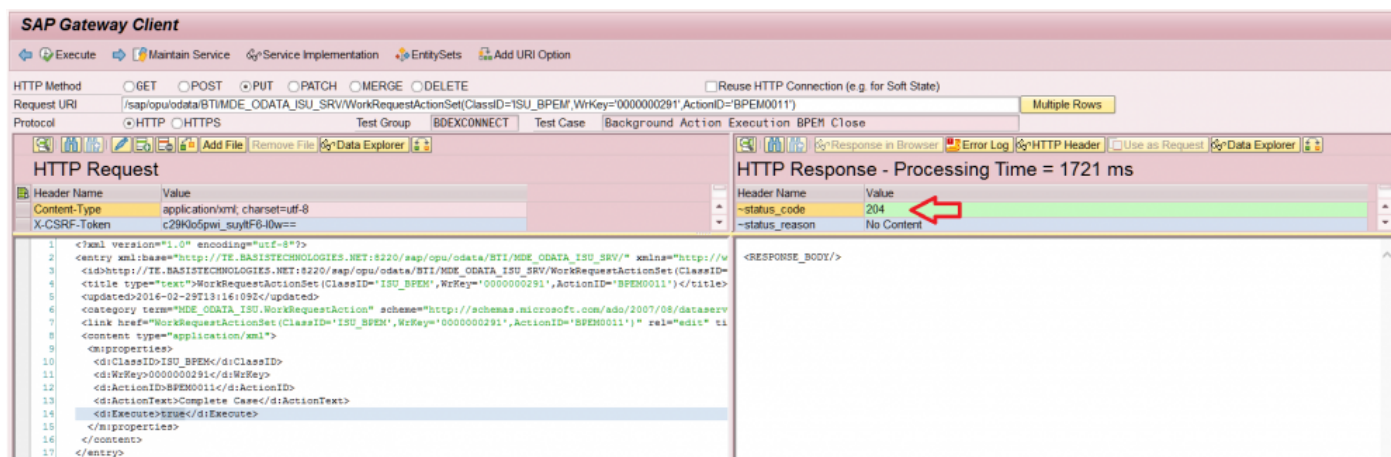 SAP Gateway Client
Execute Maintain Service Service Implementation EntitySets Add URI Option
HTTP Method GET POST PUT PATCH MERGE DELETE Reuse HTTP Connection (e.g. for Soft State)
Request URI /sap/opu/odata/BTI/MDE_ODATA_ISU_SRV/WorkRequestActionSet(ClassID='ISU_BPEM',WrKey='0000000291',ActionID='BPEM0011') Multiple Rows
Protocol HTTP HTTPS Test Group BDEXCONNECT Test Case Background Action Execution BPEM Close
Add File Remove File Data Explorer
Response in Browser Error Log HTTP Header Use as Request Data Explorer
HTTP Request
HTTP Response - Processing Time = 1721 ms
Header Name Value
Content-Type application/xml; charset=utf-8
X-CSRF-Token
Header Name Value
~status_code 204
~status_reason No Content
1 <?xml version="1.0" encoding="utf-8"?>
2 <entry xml:base="http://TE.BASISTECHNOLOGIES.NET:8220/sap/opu/odata/BTI/MDE_ODATA_ISU_SRV/" xmlns="http://w
3 <id>http://TE.BASISTECHNOLOGIES.NET:8220/sap/opu/odata/BTI/MDE_ODATA_ISU_SRV/WorkRequestActionSet(ClassID=
4 <title type="text">WorkRequestActionSet(ClassID='ISU_BPEM',WrKey='0000000291',ActionID='BPEM0011')</title>
5 <updated>2016-02-29T13:16:09Z</updated>
6 <category term="MDE_ODATA_ISU.WorkRequestAction" scheme="http://schemas.microsoft.com/ado/2007/08/dataserv
7 <link href="WorkRequestActionSet(ClassID='ISU_BPEM',WrKey='0000000291',ActionID='BPEM0011')" rel="edit" ti
8 <content type="application/xml">
9 <m:properties>
10 <d:ClassID>ISU_BPEM</d:ClassID>
11 <d:WrKey>0000000291</d:WrKey>
12 <d:ActionID>BPEM0011</d:ActionID>
13 <d:ActionText>Complete Case</d:ActionText>
14 <d:Execute>true</d:Execute>
15 </m:properties>
16 </content>
17 </entry>
<RESPONSE_BODY/>